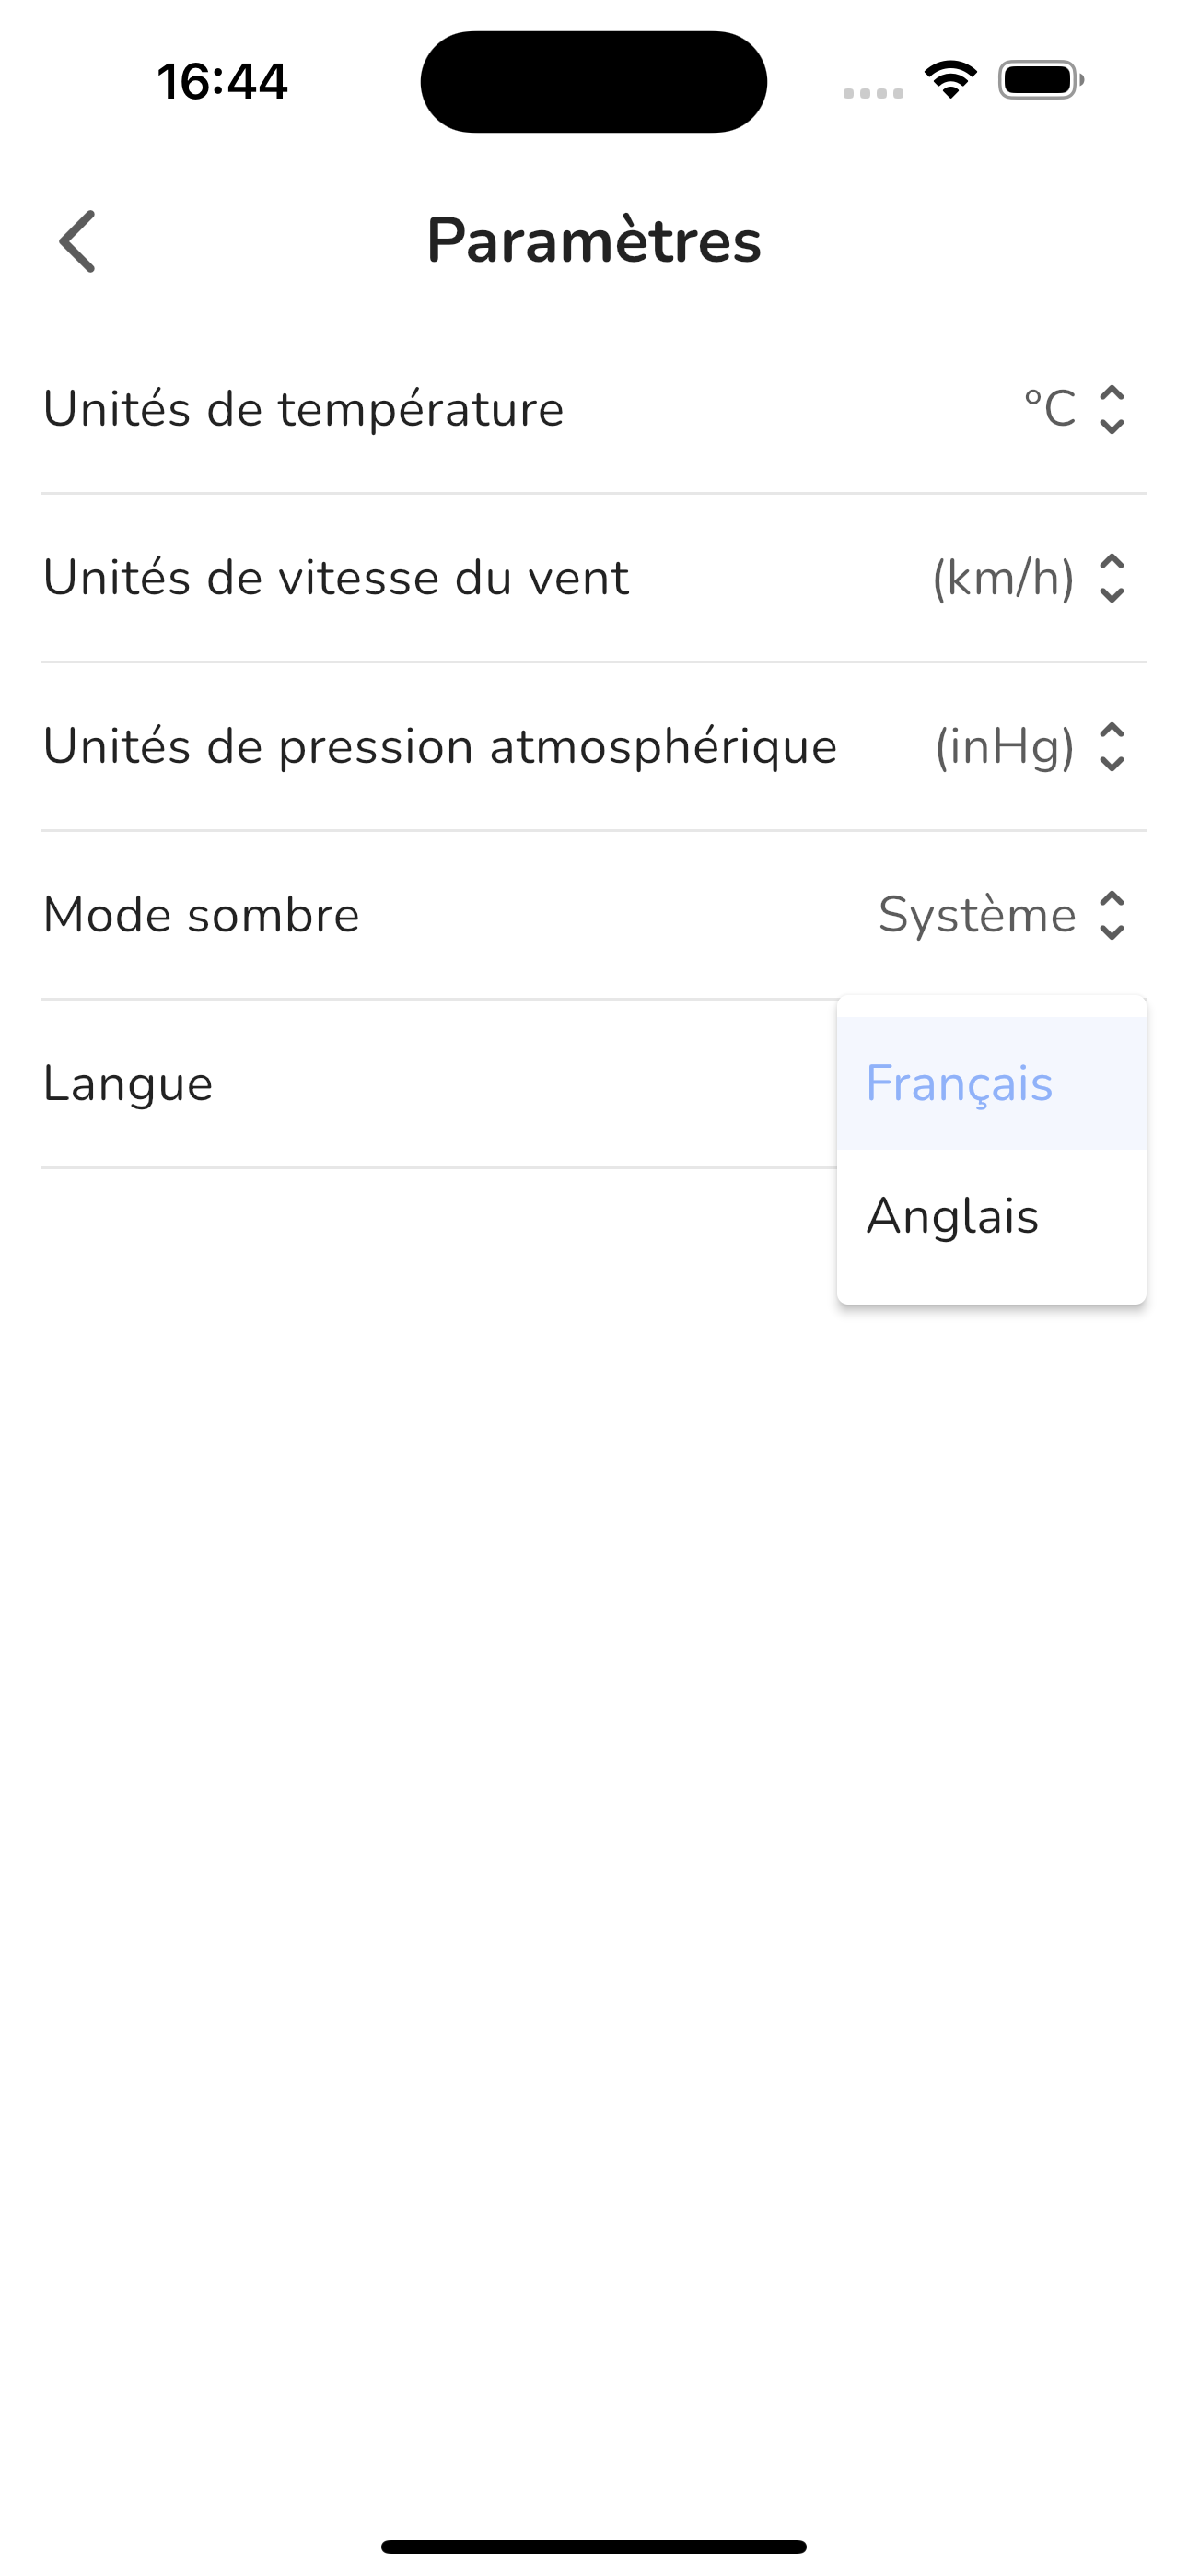 16:44
Paramètres
Unités de température °C
Unités de vitesse du vent (km/h)
Unités de pression atmosphérique (inHg)
Mode sombre Système
Langue Français
Anglais